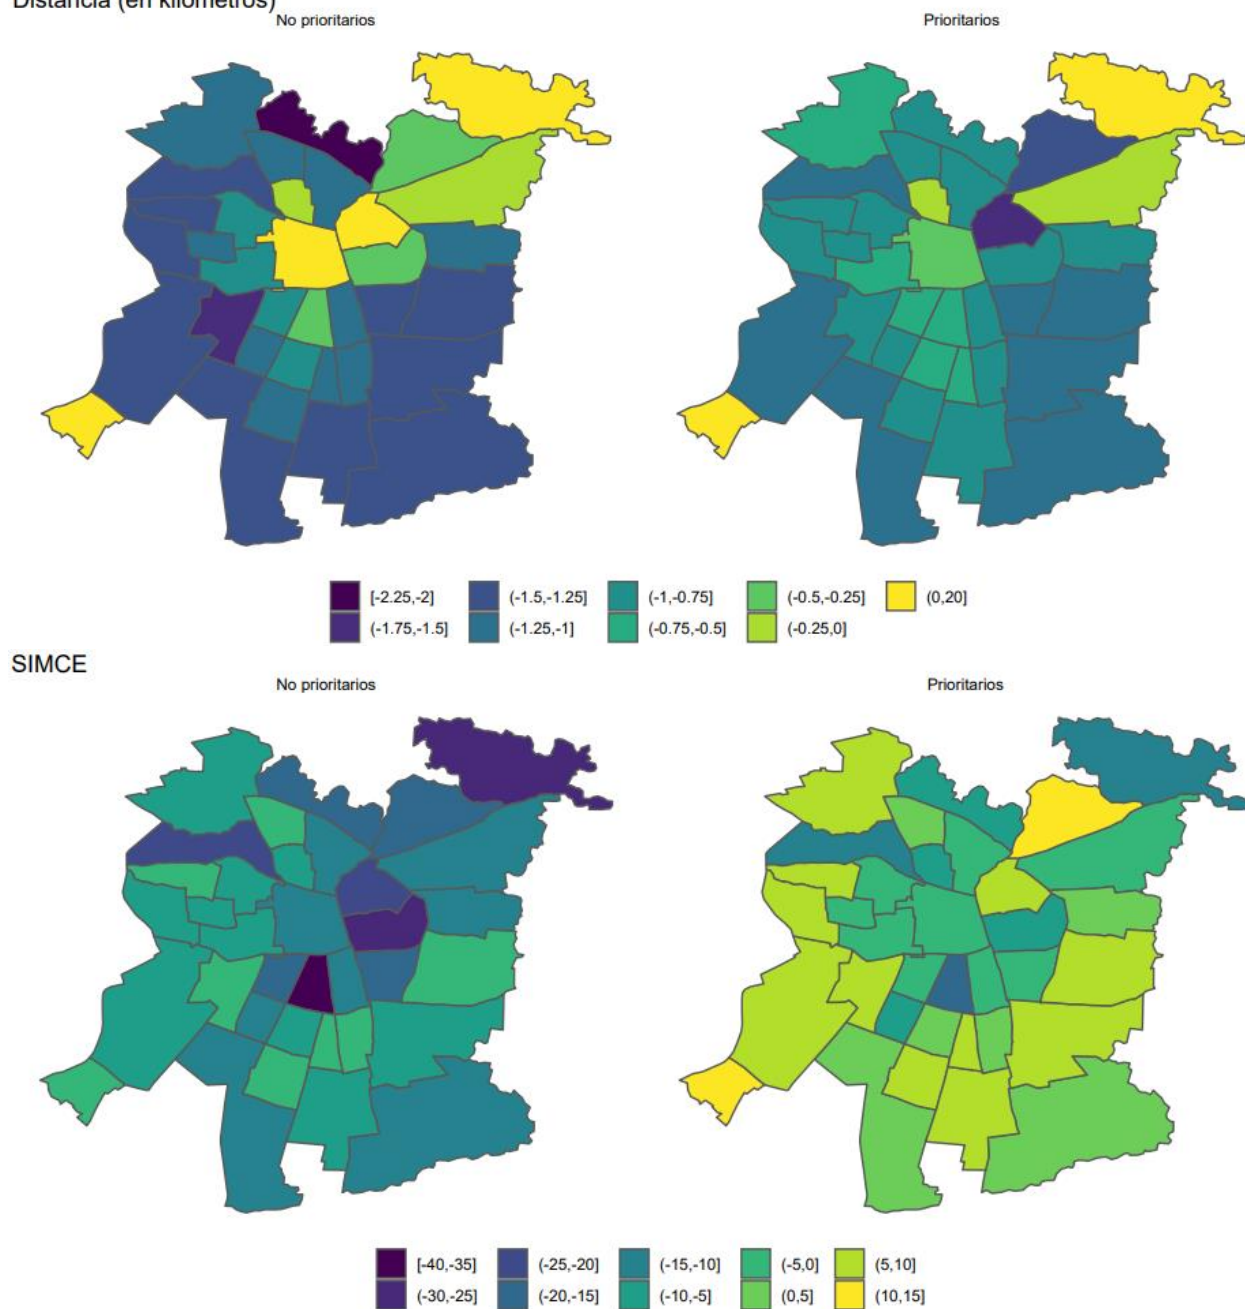 Distancia (en kilómetros)
No prioritarios Prioritarios
[-2.25,-2] (-1.5,-1.25] (-1,-0.75] (-0.5,-0.25] (0,20]
(-1.75,-1.5] (-1.25,-1] (-0.75,-0.5] (-0.25,0]
SIMCE
No prioritarios Prioritarios
[-40,-35] (-25,-20] (-15,-10] (-5,0] (5,10]
(-30,-25] (-20,-15] (-10,-5] (0,5] (10,15]